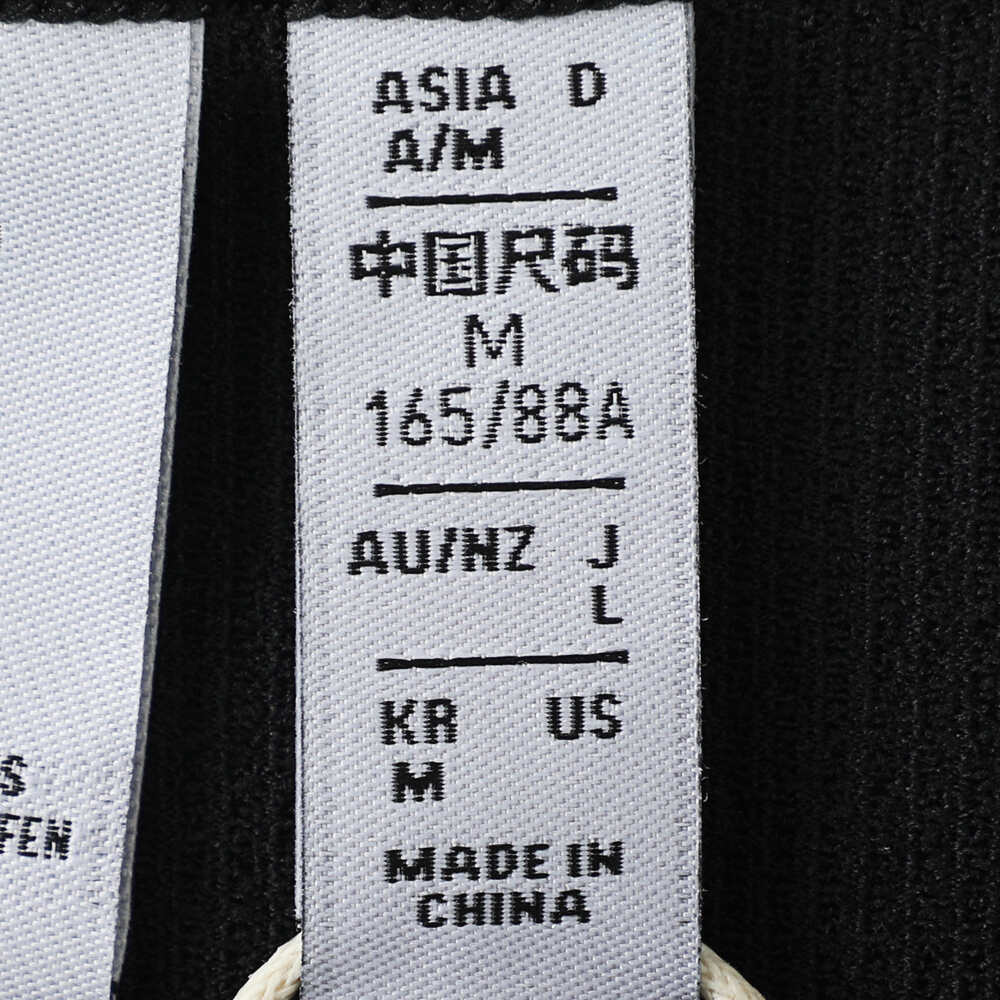 ASIA D
A/M
中国尺码
M
165/88A
AU/NZ J
L
KR US
M
MADE IN
CHINA
S
FEN